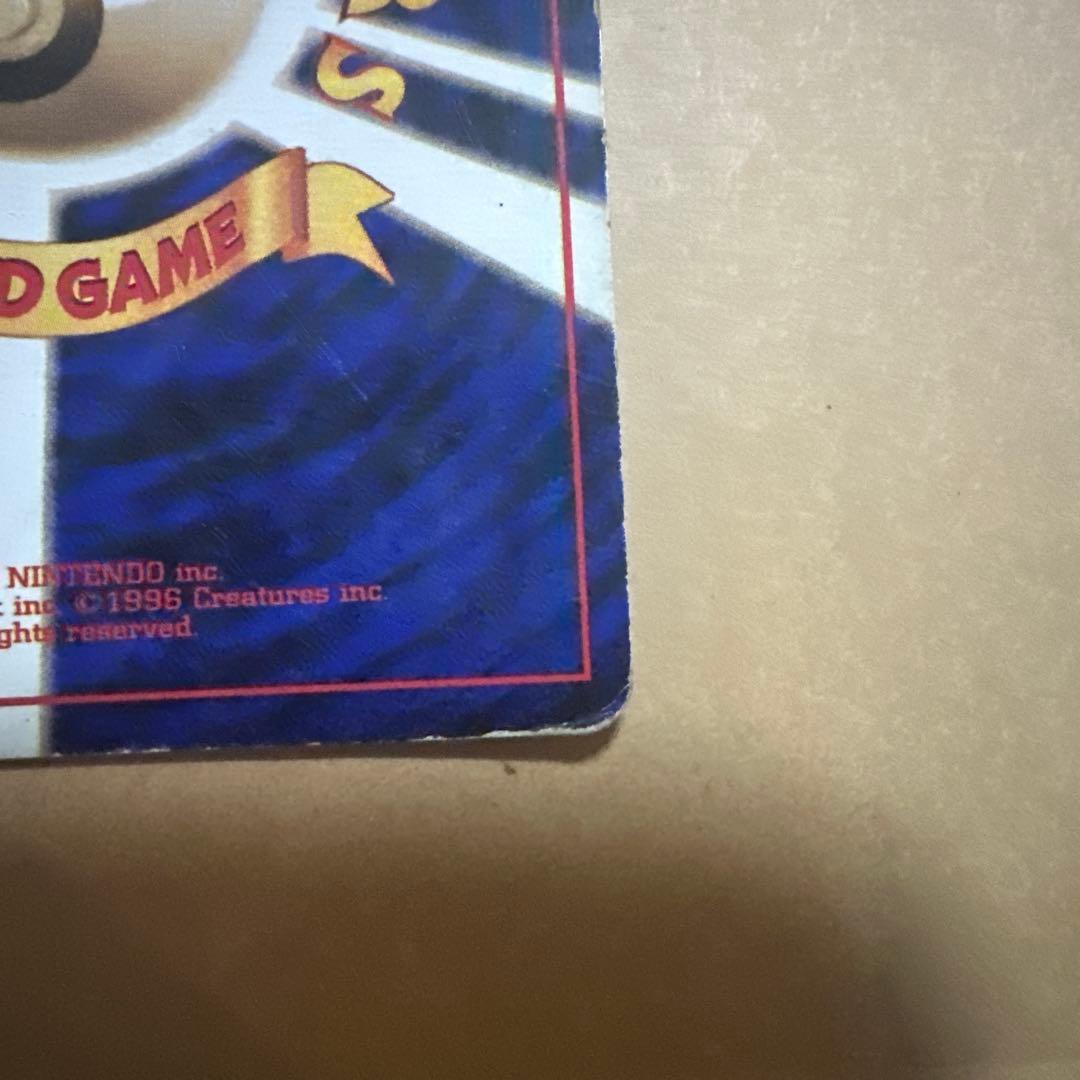 S
D GAME
NINTENDO inc.
inc. ©1996 Creatures inc.
ghts reserved.